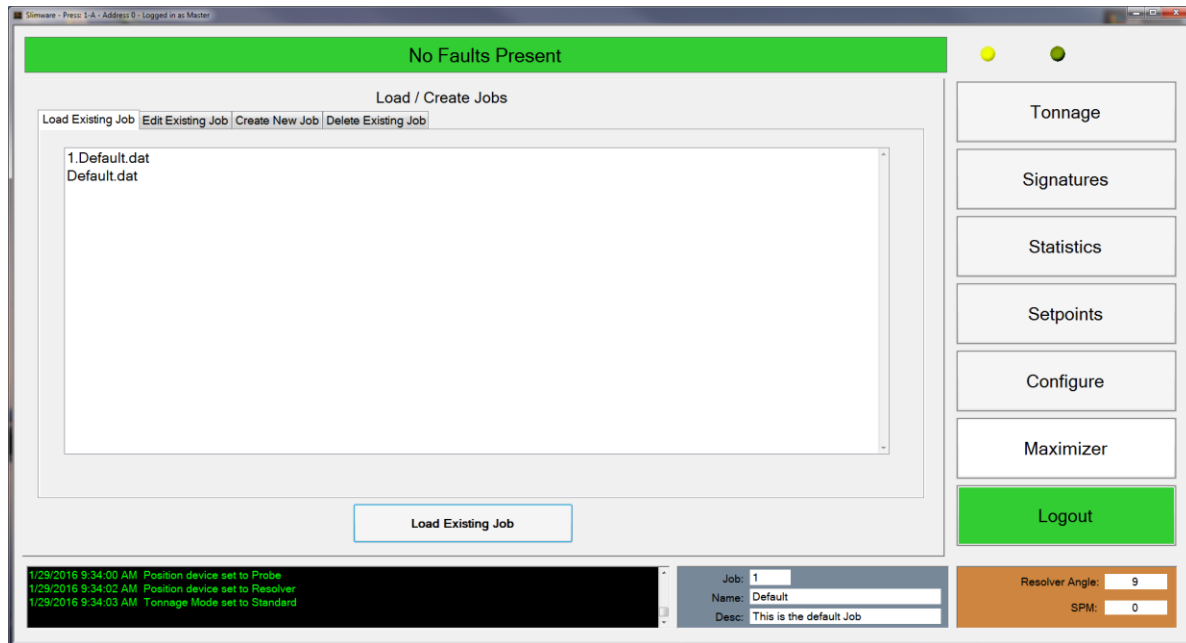 Slimware - Press: 1-A - Address 0 - Logged in as Master
No Faults Present
Load / Create Jobs
Load Existing Job Edit Existing Job Create New Job Delete Existing Job
1.Default.dat
Default.dat
Load Existing Job
Tonnage
Signatures
Statistics
Setpoints
Configure
Maximizer
Logout
1/29/2016 9:34:00 AM Position device set to Probe
1/29/2016 9:34:02 AM Position device set to Resolver
1/29/2016 9:34:03 AM Tonnage Mode set to Standard
Job: 1
Name: Default
Desc: This is the default Job
Resolver Angle: 9
SPM: 0